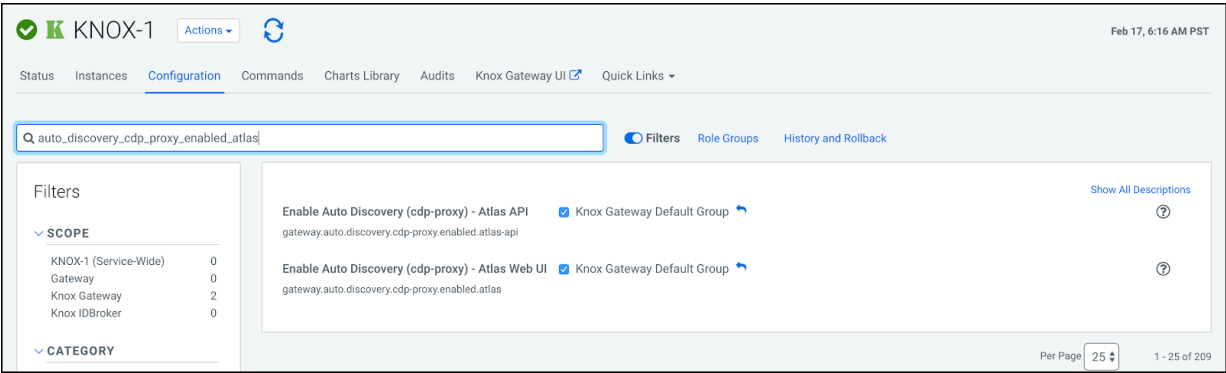 KNOX-1 Actions Feb 17, 6:16 AM PST
Status Instances Configuration Commands Charts Library Audits Knox Gateway UI Quick Links
auto_discovery_cdp_proxy_enabled_atlas Filters Role Groups History and Rollback
Filters
SCOPE
KNOX-1 (Service-Wide) 0
Gateway 0
Knox Gateway 2
Knox IDBroker 0
CATEGORY
Show All Descriptions
Enable Auto Discovery (cdp-proxy) - Atlas API Knox Gateway Default Group
gateway.auto.discovery.cdp-proxy.enabled.atlas-api
Enable Auto Discovery (cdp-proxy) - Atlas Web UI Knox Gateway Default Group
gateway.auto.discovery.cdp-proxy.enabled.atlas
Per Page 25 1 - 25 of 209